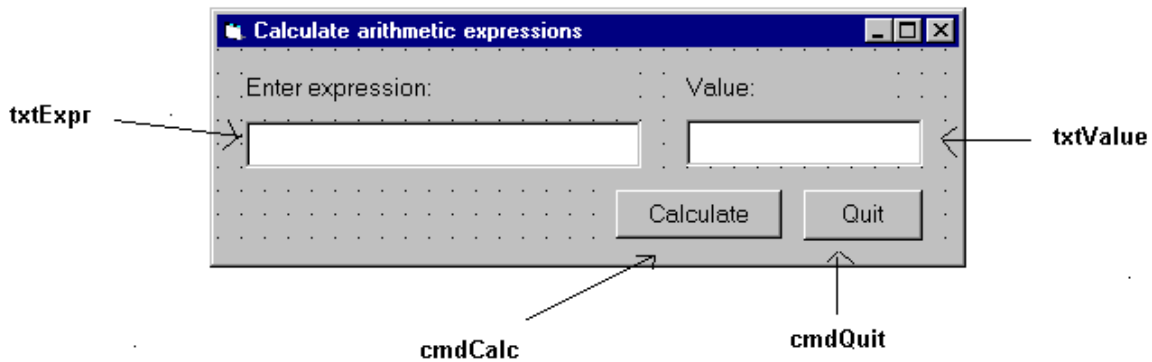 Calculate arithmetic expressions
Enter expression:
Value:
txtExpr
txtValue
Calculate
Quit
cmdCalc
cmdQuit